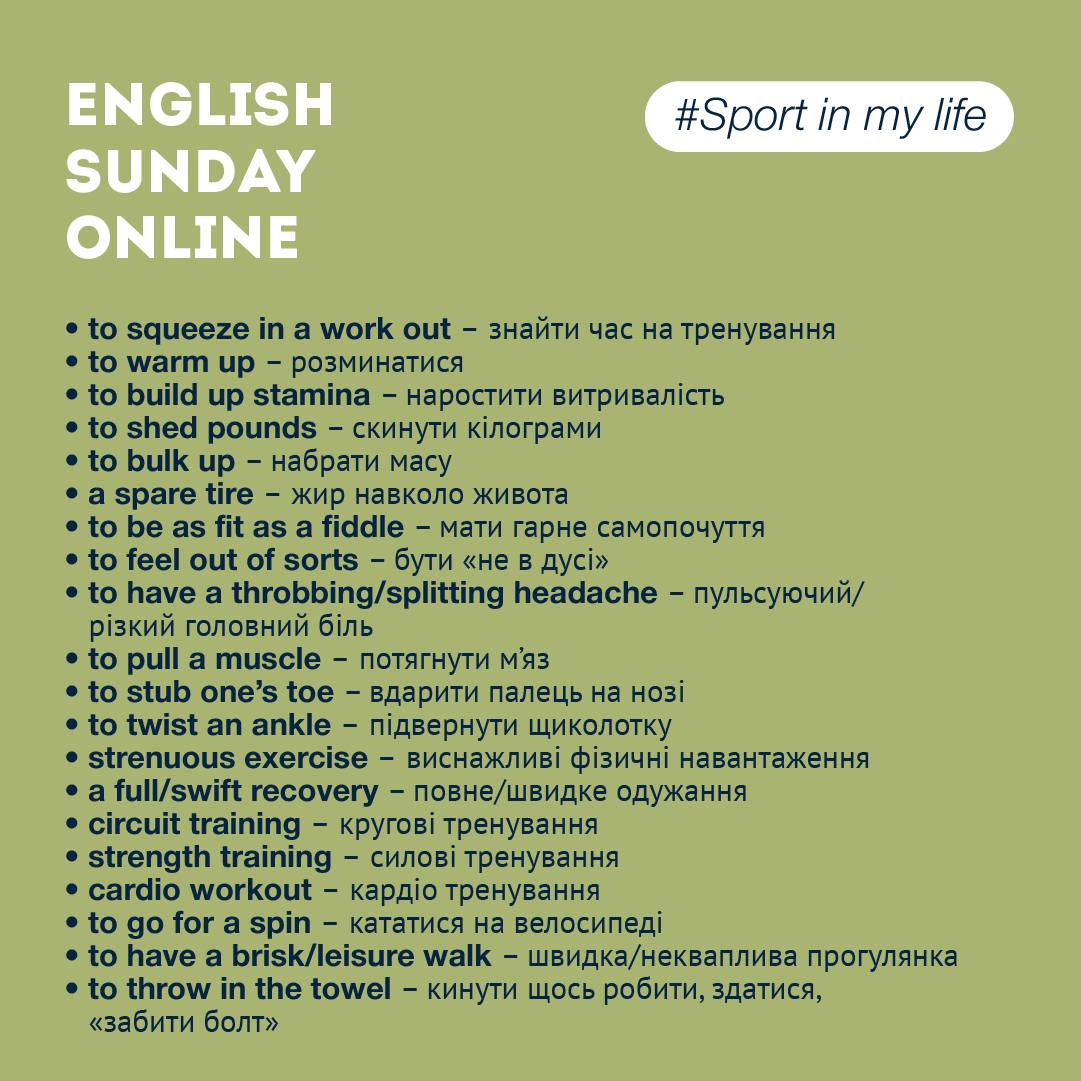 ENGLISH
SUNDAY
ONLINE
#Sport in my life
• to squeeze in a work out – знайти час на тренування
• to warm up – розминатися
• to build up stamina – наростити витривалість
• to shed pounds – скинути кілограми
• to bulk up – набрати масу
• a spare tire – жир навколо живота
• to be as fit as a fiddle – мати гарне самопочуття
• to feel out of sorts – бути «не в дусі»
• to have a throbbing/splitting headache – пульсуючий/
різкий головний біль
• to pull a muscle – потягнути м’яз
• to stub one’s toe – вдарити палець на нозі
• to twist an ankle – підвернути щиколотку
• strenuous exercise – виснажливі фізичні навантаження
• a full/swift recovery – повне/швидке одужання
• circuit training – кругові тренування
• strength training – силові тренування
• cardio workout – кардіо тренування
• to go for a spin – кататися на велосипеді
• to have a brisk/leisure walk – швидка/некваплива прогулянка
• to throw in the towel – кинути щось робити, здатися,
«забити болт»